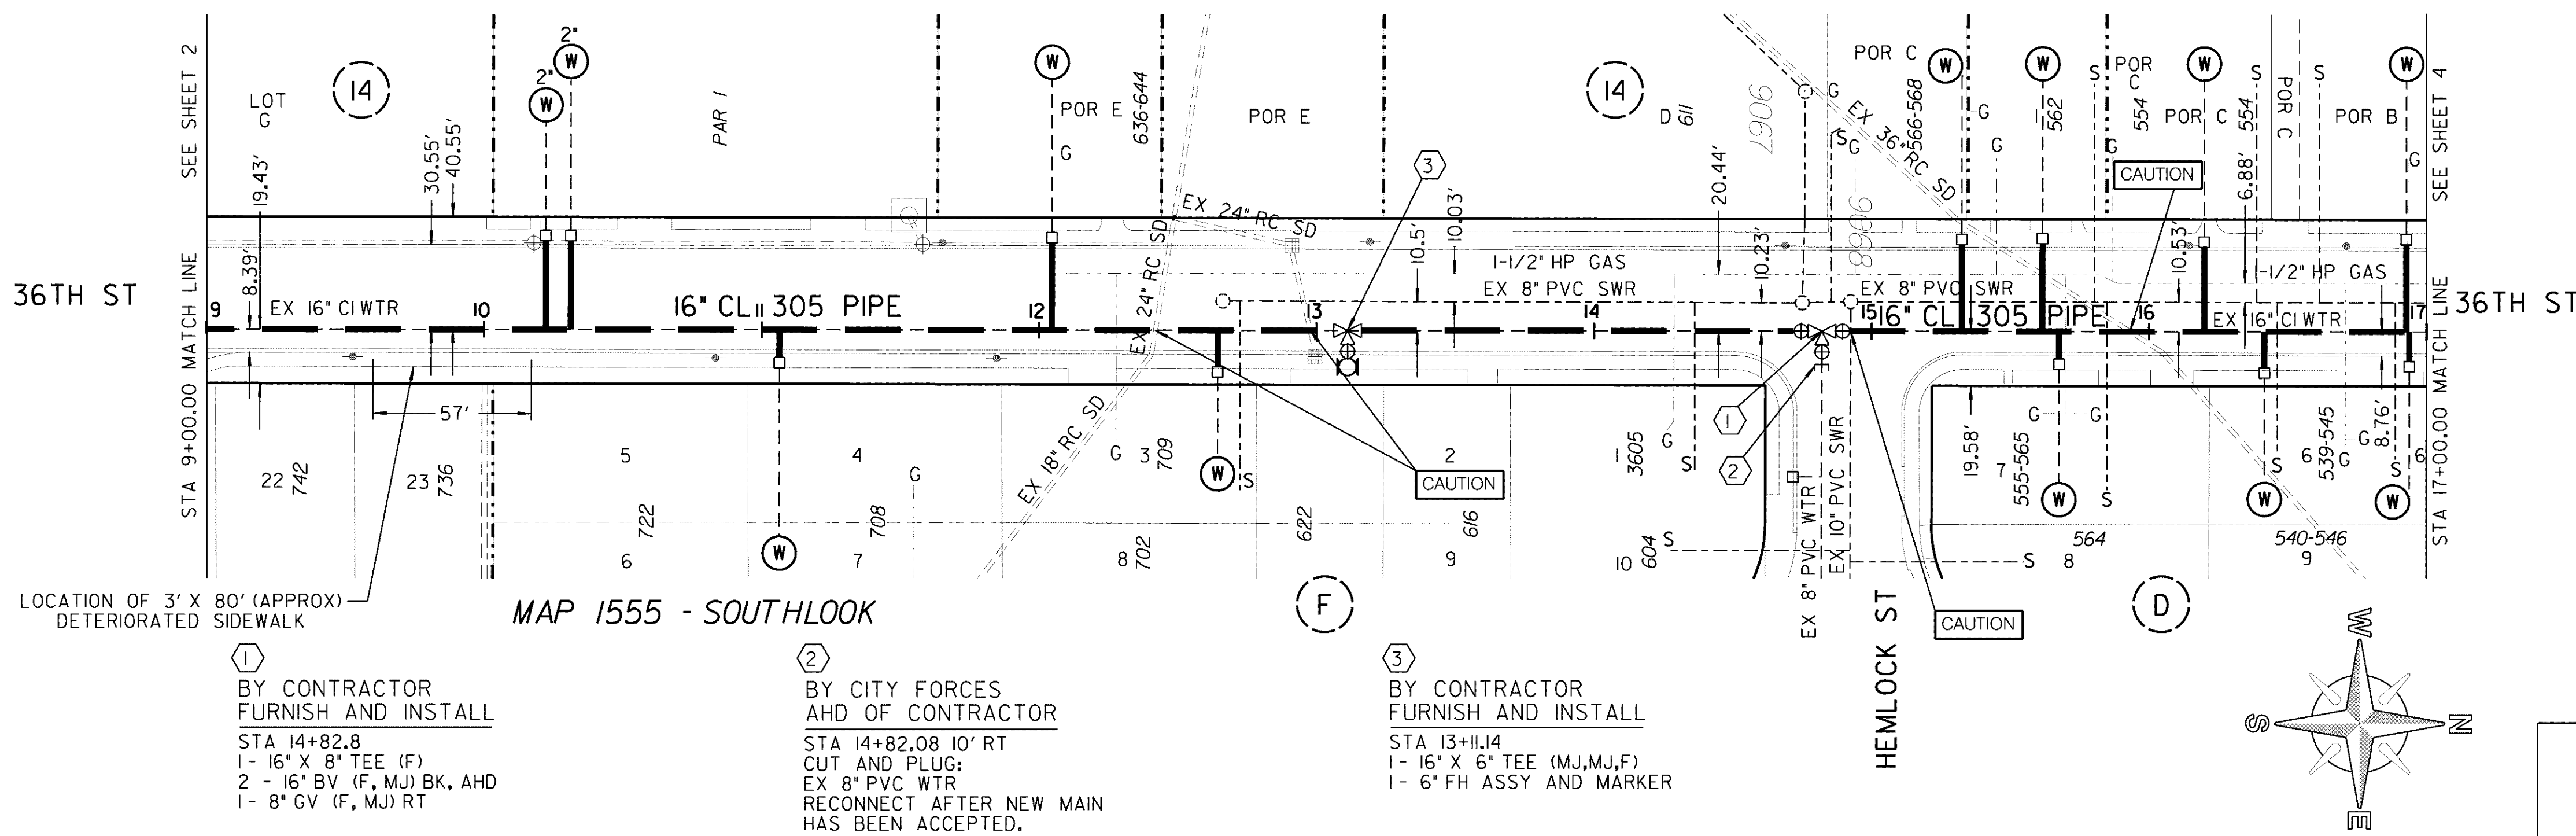 SEE SHEET 2
STA 9+00.00 MATCH LINE
36TH ST
LOT
G
14
2"
2"
W
W
PAR 1
W
POR E
636-644
POR E
14
D
611
9067
9068
POR C
566-568
W
W
562
POR
C
554
POR C
W
554
POR C
POR B
W
SEE SHEET 4
STA 17+00.00 MATCH LINE
36TH ST
19.43'
30.55'
40.55'
8.39'
EX 24" RC SD
EX 24" RC SD
EX 36" RC SD
3
CAUTION
20.44'
10.03'
10.5'
10.23'
10.53'
6.88'
1-1/2" HP GAS
EX 8" PVC SWR
EX 8" PVC SWR
1-1/2" HP GAS
9
EX 16" CI WTR
10
16" CL 305 PIPE
11
12
13
14
15
16" CL 305 PIPE
16
EX 16" CI WTR
17
57'
22
742
23
736
5
4
722
708
6
7
G
W
EX 18" RC SD
G
3
709
W
S
8
702
622
2
616
9
CAUTION
1
3605
G
S
10
604
S
1
2
EX 8" PVC WTR
EX 10" PVC SWR
HEMLOCK ST
19.58'
7
555-565
G
G
W
S
564
S
8
W
S
6
539-545
G
G
8.76'
S
W
6
540-546
9
CAUTION
LOCATION OF 3' X 80' (APPROX)
DETERIORATED SIDEWALK
MAP 1555 - SOUTHLOOK
F
D
1
BY CONTRACTOR
FURNISH AND INSTALL
STA 14+82.8
1- 16" X 8" TEE (F)
2 - 16" BV (F, MJ) BK, AHD
1- 8" GV (F, MJ) RT
2
BY CITY FORCES
AHD OF CONTRACTOR
STA 14+82.08 10' RT
CUT AND PLUG:
EX 8" PVC WTR
RECONNECT AFTER NEW MAIN
HAS BEEN ACCEPTED.
3
BY CONTRACTOR
FURNISH AND INSTALL
STA 13+11.14
1- 16" X 6" TEE (MJ,MJ,F)
1- 6" FH ASSY AND MARKER
W
S
N
E